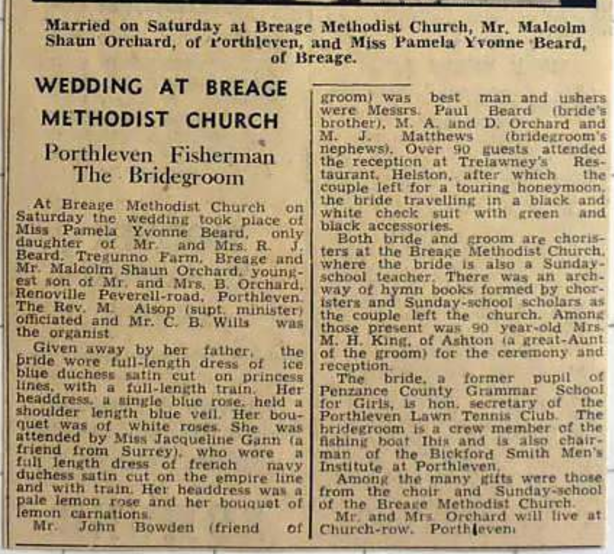 Married on Saturday at Breage Methodist Church, Mr. Malcolm
Shaun Orchard, of Porthleven, and Miss Pamela Yvonne Beard,
of Breage.
WEDDING AT BREAGE
METHODIST CHURCH
Porthleven Fisherman
The Bridegroom
At Breage Methodist Church on
Saturday the wedding took place of
Miss Pamela Yvonne Beard, only
daughter of Mr. and Mrs. R. J.
Beard, Tregunno Farm, Breage and
Mr. Malcolm Shaun Orchard, young-
est son of Mr. and Mrs. B. Orchard,
Renoville Peverell-road, Porthleven.
The Rev. M. Alsop (supt. minister)
officiated and Mr. C. B. Wills was
the organist
Given away by her father, the
bride wore full-length dress of ice
blue duchess satin cut on princess
lines, with a full-length train. Her
headdress, a single blue rose, held a
shoulder length blue veil. Her bou-
quet was of white roses. She was
attended by Miss Jacqueline Gann (a
friend from Surrey), who wore a
full length dress of french navy
duchess satin cut on the empire line
and with train. Her headdress was a
pale lemon rose and her bouquet of
lemon carnations.
Mr. John Bowden (friend of
groom) was best man and ushers
were Messrs. Paul Beard (bride's
brother), M. A. and D. Orchard and
M. J. Matthews (bridegroom's
nephews). Over 90 guests attended
the reception at Trelawney's Res-
taurant, Helston, after which the
couple left for a touring honeymoon,
the bride travelling in a black and
white check suit with green and
black accessories.
Both bride and groom are choris-
ters at the Breage Methodist Church,
where the bride is also a Sunday-
school teacher. There was an arch-
way of hymn books formed by chor-
isters and Sunday-school scholars as
the couple left the church. Among
those present was 90 year-old Mrs.
M. H. King, of Ashton (a great-Aunt
of the groom) for the ceremony and
reception.
The bride, a former pupil of
Penzance County Grammar School
for Girls, is hon. secretary of the
Porthleven Lawn Tennis Club. The
bridegroom is a crew member of the
fishing boat Ibis and is also chair-
man of the Bickford Smith Men's
Institute at Porthleven.
Among the many gifts were those
from the choir and Sunday-school
of the Breage Methodist Church.
Mr. and Mrs. Orchard will live at
Church-row, Porthleven.